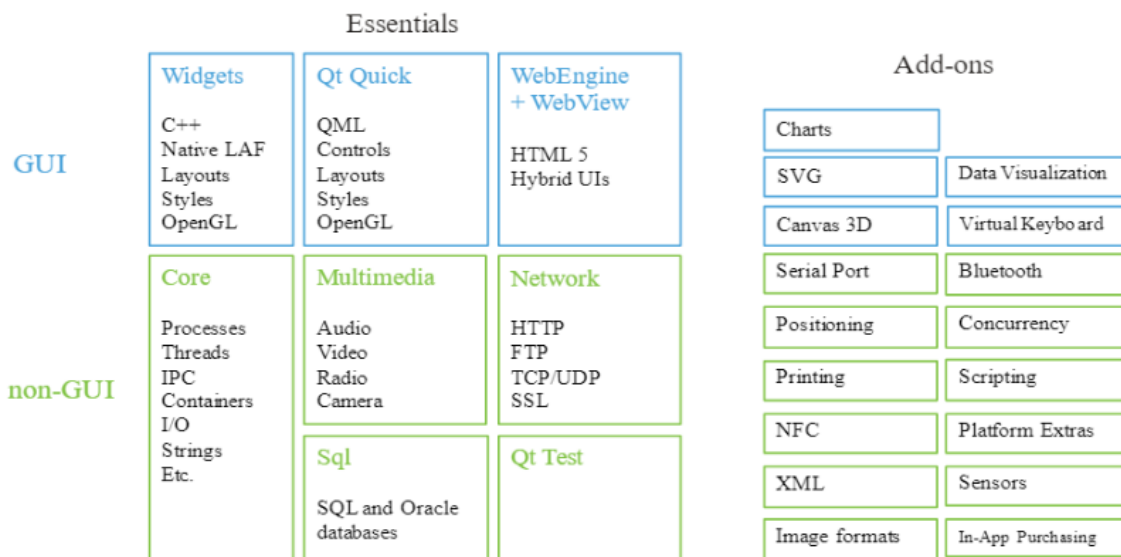 Essentials
GUI
Widgets
C++
Native LAF
Layouts
Styles
OpenGL
Qt Quick
QML
Controls
Layouts
Styles
OpenGL
WebEngine
+ WebView
HTML 5
Hybrid UIs
non-GUI
Core
Processes
Threads
IPC
Containers
I/O
Strings
Etc.
Multimedia
Audio
Video
Radio
Camera
Network
HTTP
FTP
TCP/UDP
SSL
Sql
SQL and Oracle
databases
Qt Test
Add-ons
Charts
SVG
Data Visualization
Canvas 3D
Virtual Keyboard
Serial Port
Bluetooth
Positioning
Concurrency
Printing
Scripting
NFC
Platform Extras
XML
Sensors
Image formats
In-App Purchasing